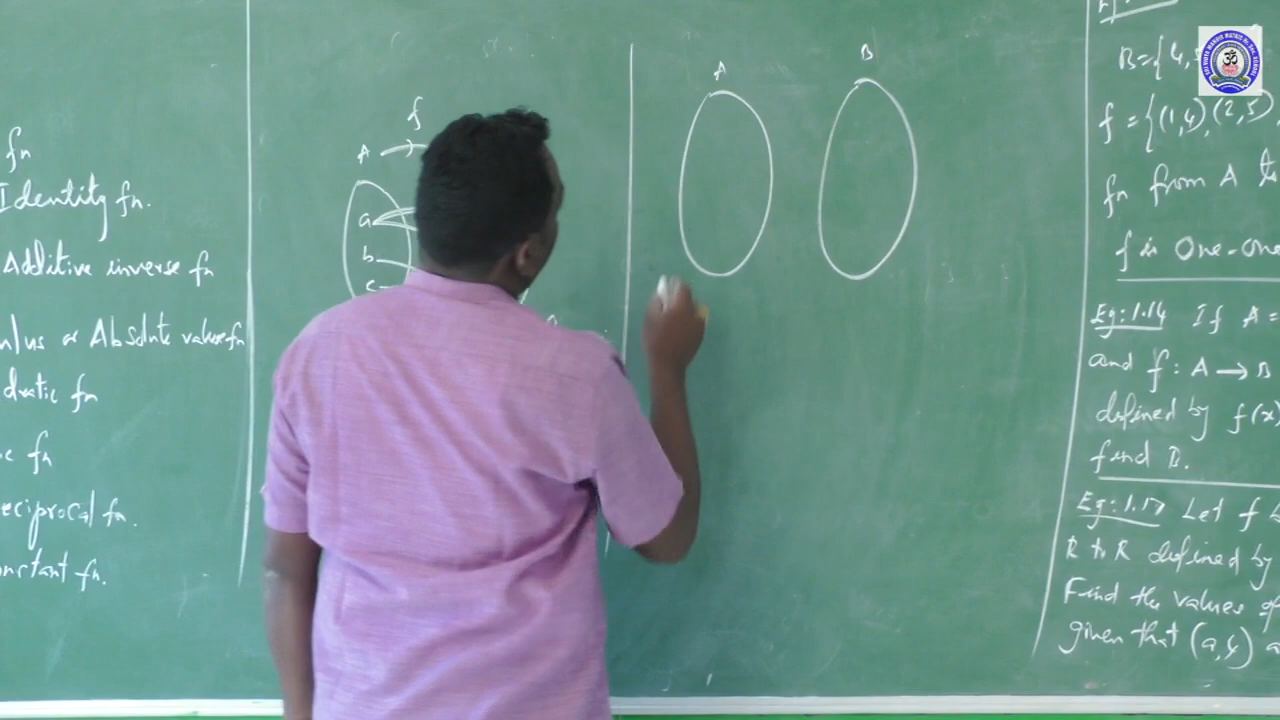 fn
Identity fn.
Additive inverse fn
ulus or Absolute value fn
dratic fn
c fn
eciprocal fn.
nstant fn.
f
A
a
b
c
A
B
B={4,
f={(1,4),(2,5)
fn from A to
f is One-One
Eg: 1.14 If A =
and f: A → B
defined by f(x)
find B.
Eg: 1.17 Let f
R to R defined by
Find the values of
given that (a,4) a